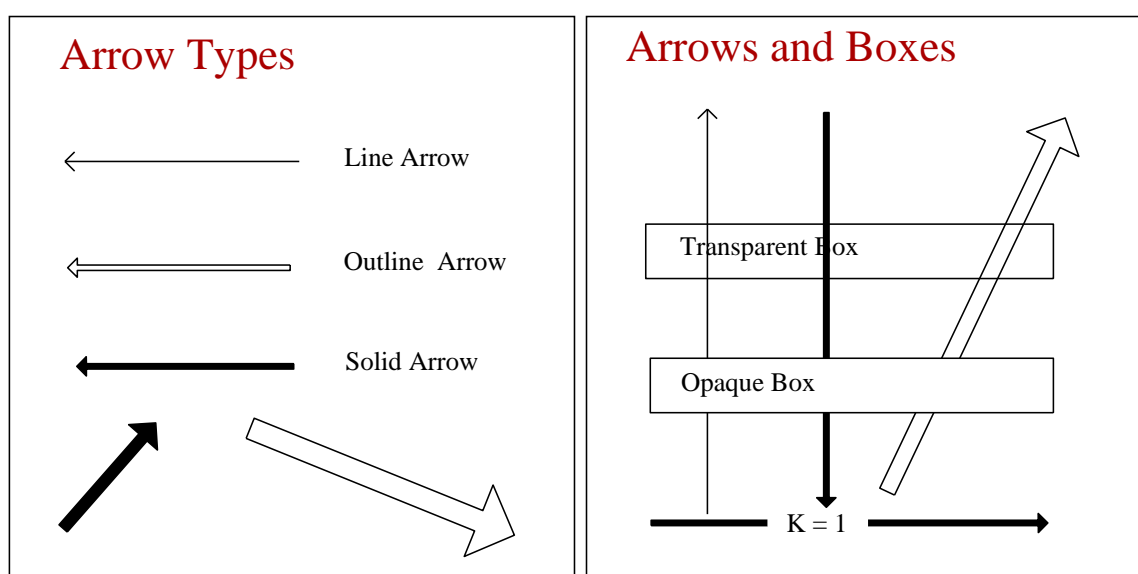 Arrow Types
Line Arrow
Outline  Arrow
Solid Arrow
Arrows and Boxes
Transparent Box
Opaque Box
K = 1